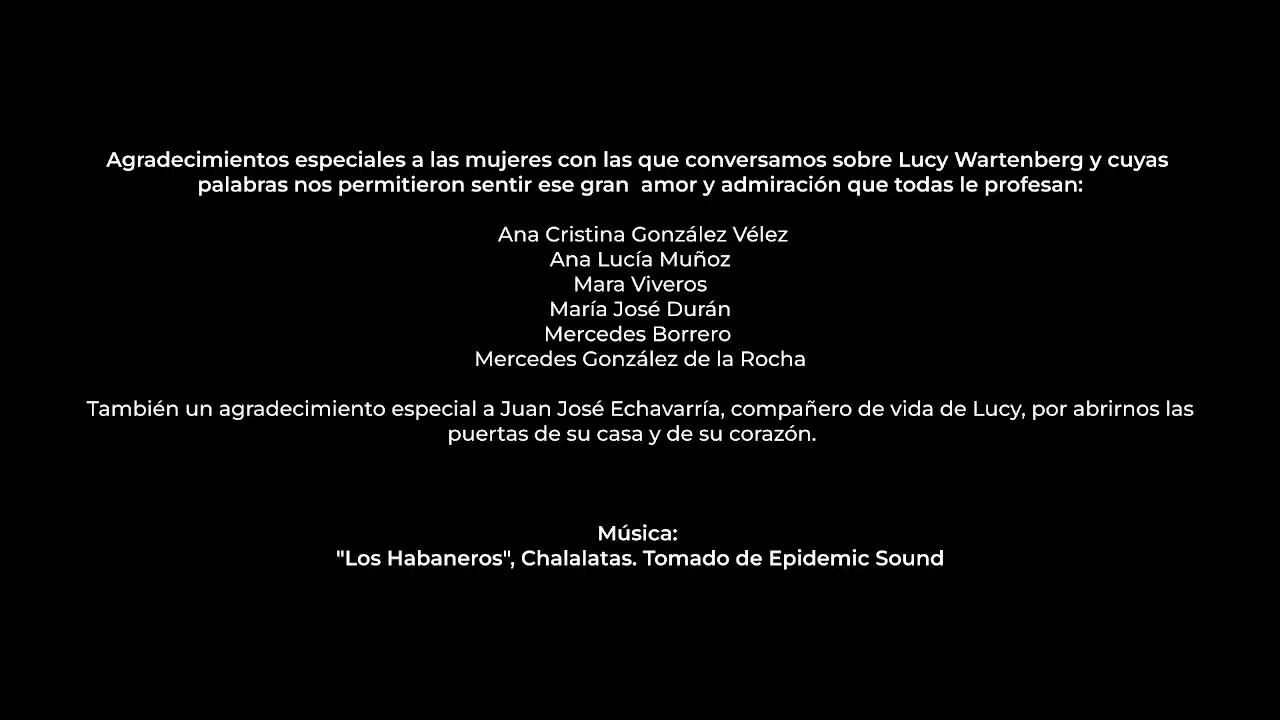 Agradecimientos especiales a las mujeres con las que conversamos sobre Lucy Wartenberg y cuyas
palabras nos permitieron sentir ese gran  amor y admiración que todas le profesan:
Ana Cristina González Vélez
Ana Lucía Muñoz
Mara Viveros
María José Durán
Mercedes Borrero
Mercedes González de la Rocha
También un agradecimiento especial a Juan José Echavarría, compañero de vida de Lucy, por abrirnos las
puertas de su casa y de su corazón.
Música:
"Los Habaneros", Chalalatas. Tomado de Epidemic Sound